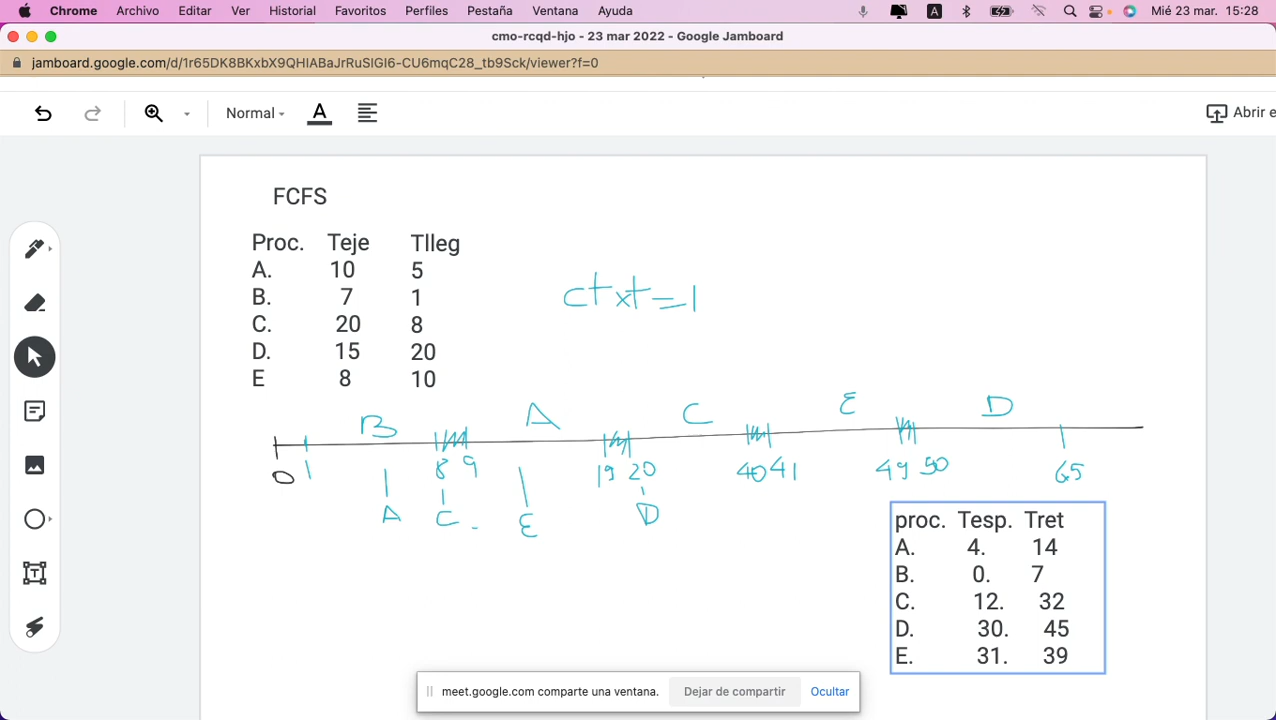 Chrome Archivo Editar Ver Historial Favoritos Perfiles Pestaña Ventana Ayuda A Mié 23 mar. 15:28
cmo-rcqd-hjo - 23 mar 2022 - Google Jamboard
jamboard.google.com/d/1r65DK8BKxbX9QHIABaJrRuSlGI6-CU6mqC28_tb9Sck/viewer?f=0
Normal A Abrir e
FCFS
Proc. Teje Tlleg
A. 10 5
B. 7 1
C. 20 8
D. 15 20
E 8 10
ctxt=1
B A C E D
0 1 8 9 19 20 40 41 49 50 65
A C E D
proc. Tesp. Tret
A. 4. 14
B. 0. 7
C. 12. 32
D. 30. 45
E. 31. 39
meet.google.com comparte una ventana. Dejar de compartir Ocultar